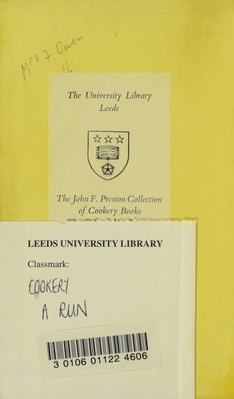 Mrs F. Owen
The University Library
Leeds
The John F. Preston Collection
of Cookery Books
LEEDS UNIVERSITY LIBRARY
Classmark:
COOKERY
A RUN
3 0106 01122 4606